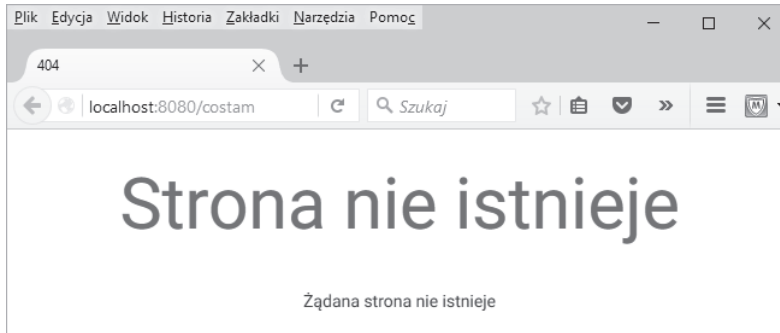 Plik Edycja Widok Historia Zakładki Narzędzia Pomoc
404
localhost:8080/costam
Szukaj
Strona nie istnieje
Żądana strona nie istnieje